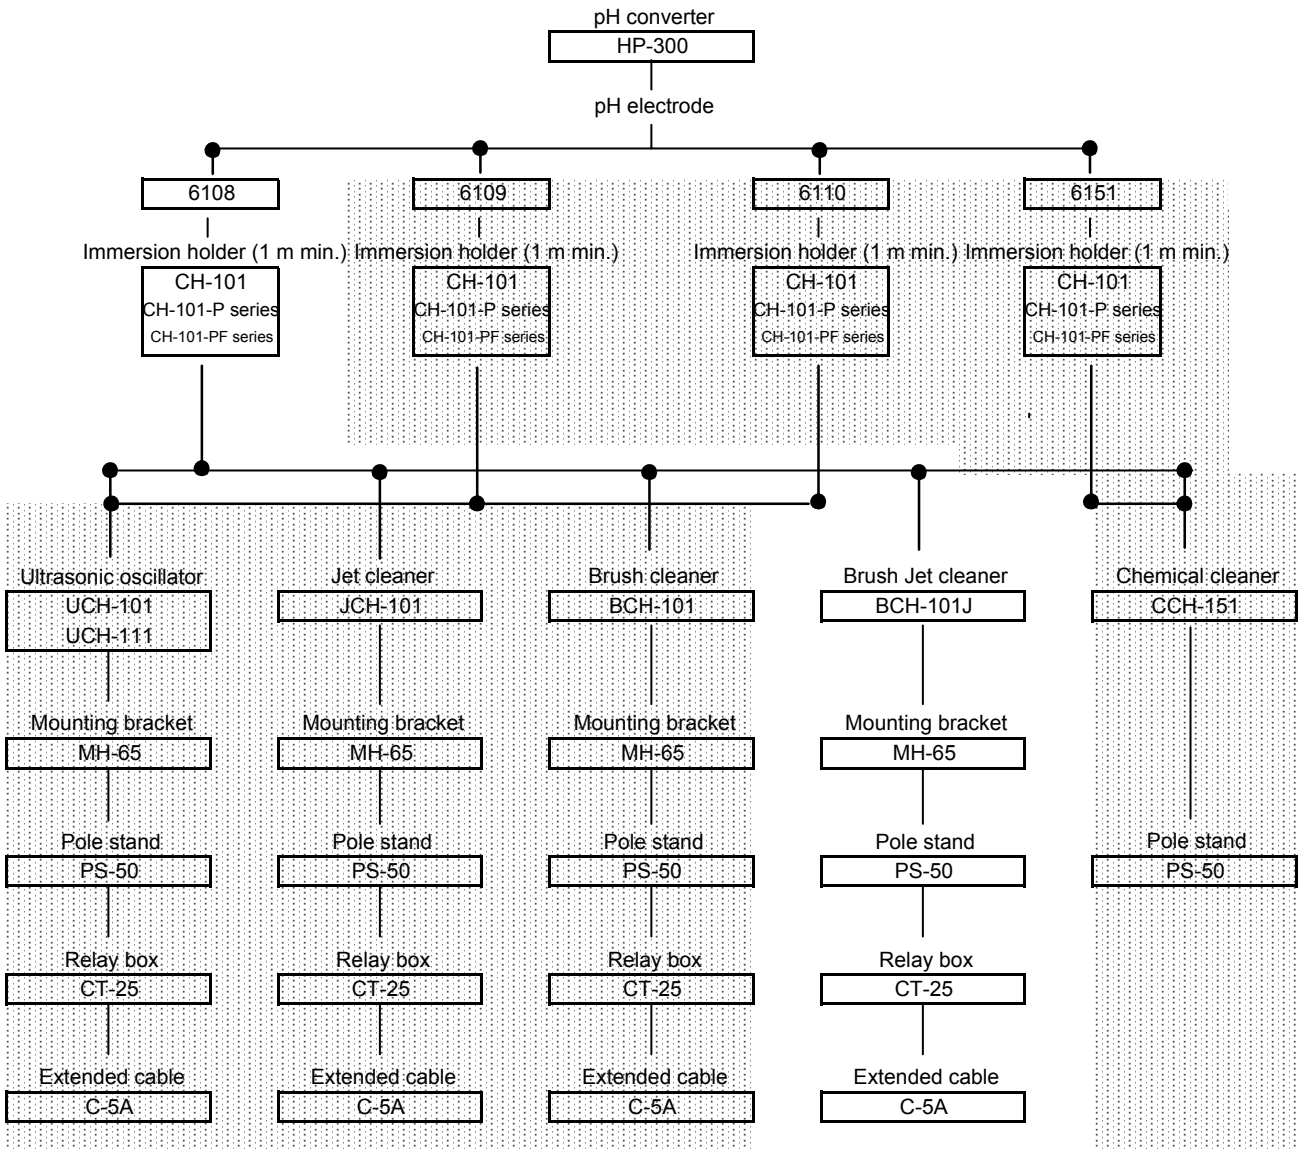 pH converter
HP-300
pH electrode
6108 6109 6110 6151
Immersion holder (1 m min.) Immersion holder (1 m min.) Immersion holder (1 m min.) Immersion holder (1 m min.)
CH-101 CH-101 CH-101 CH-101
CH-101-P series CH-101-P series CH-101-P series CH-101-P series
CH-101-PF series CH-101-PF series CH-101-PF series CH-101-PF series
Ultrasonic oscillator Jet cleaner Brush cleaner Brush Jet cleaner Chemical cleaner
UCH-101 JCH-101 BCH-101 BCH-101J CCH-151
UCH-111
Mounting bracket Mounting bracket Mounting bracket Mounting bracket
MH-65 MH-65 MH-65 MH-65
Pole stand Pole stand Pole stand Pole stand Pole stand
PS-50 PS-50 PS-50 PS-50 PS-50
Relay box Relay box Relay box Relay box
CT-25 CT-25 CT-25 CT-25
Extended cable Extended cable Extended cable Extended cable
C-5A C-5A C-5A C-5A